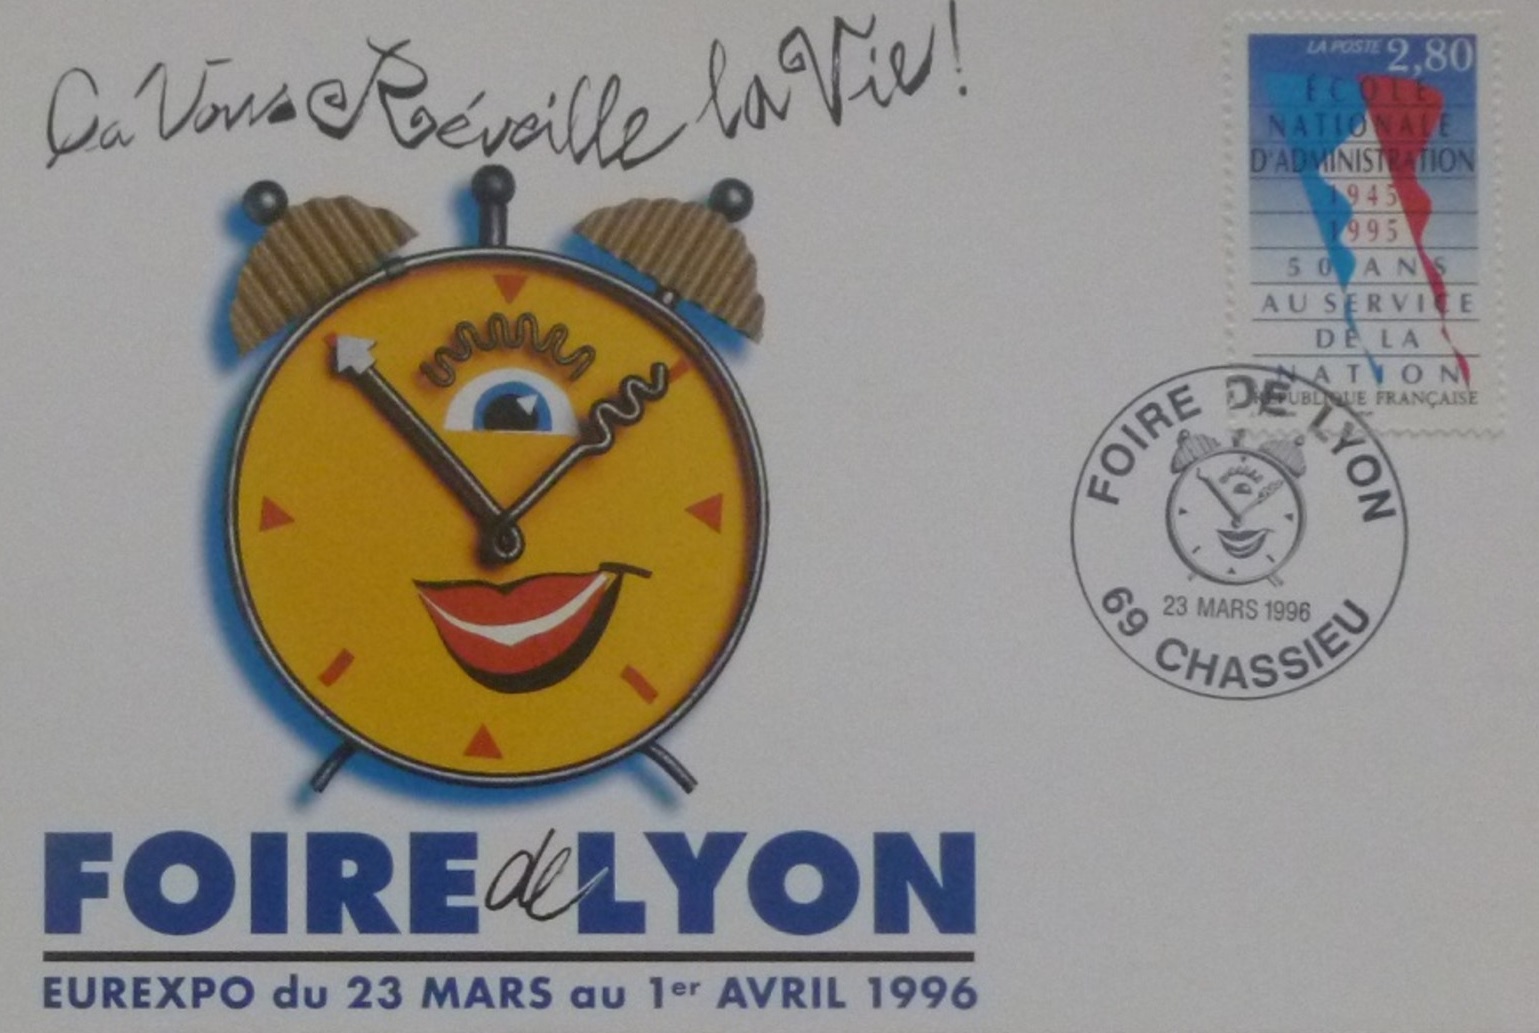 Ça Vous Réveille la Vie !
LA POSTE 2,80
ÉCOLE
NATIONALE
D'ADMINISTRATION
1945
1995
50 ANS
AU SERVICE
DE LA
NATION
RÉPUBLIQUE FRANÇAISE
FOIRE DE LYON
23 MARS 1996
69 CHASSIEU
FOIRE de LYON
EUREXPO du 23 MARS au 1er AVRIL 1996